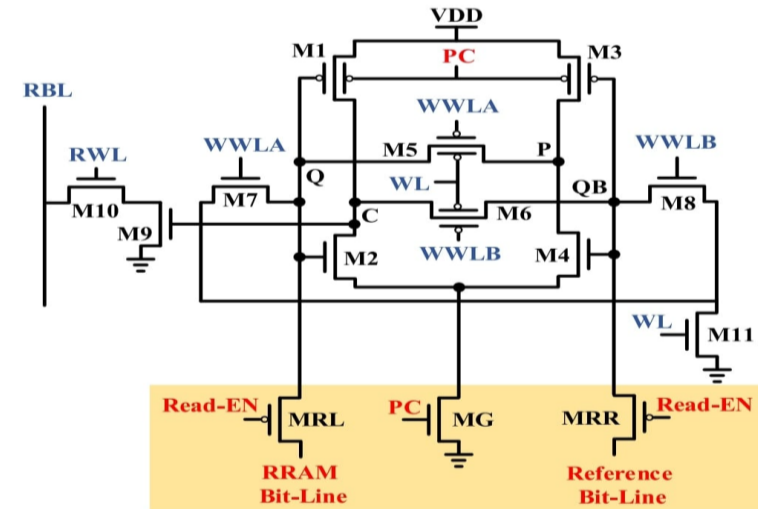 VDD
M1
PC
M3
RBL
WWLA
RWL
WWLA
M5
P
WWLB
Q
WL
QB
M10
M7
M8
C
M6
M9
M2
WWLB
M4
WL
M11
Read-EN
MRL
PC
MG
MRR
Read-EN
RRAM
Bit-Line
Reference
Bit-Line